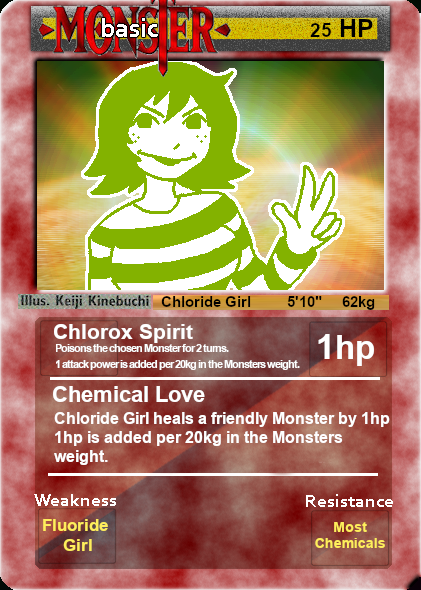 MONSTER
basic
25 HP
Illus. Keiji Kinebuchi Chloride Girl 5'10" 62kg
Chlorox Spirit
Poisons the chosen Monster for 2 turns.
1 attack power is added per 20kg in the Monsters weight.
1hp
Chemical Love
Chloride Girl heals a friendly Monster by 1hp
1hp is added per 20kg in the Monsters
weight.
Weakness
Fluoride
Girl
Resistance
Most
Chemicals